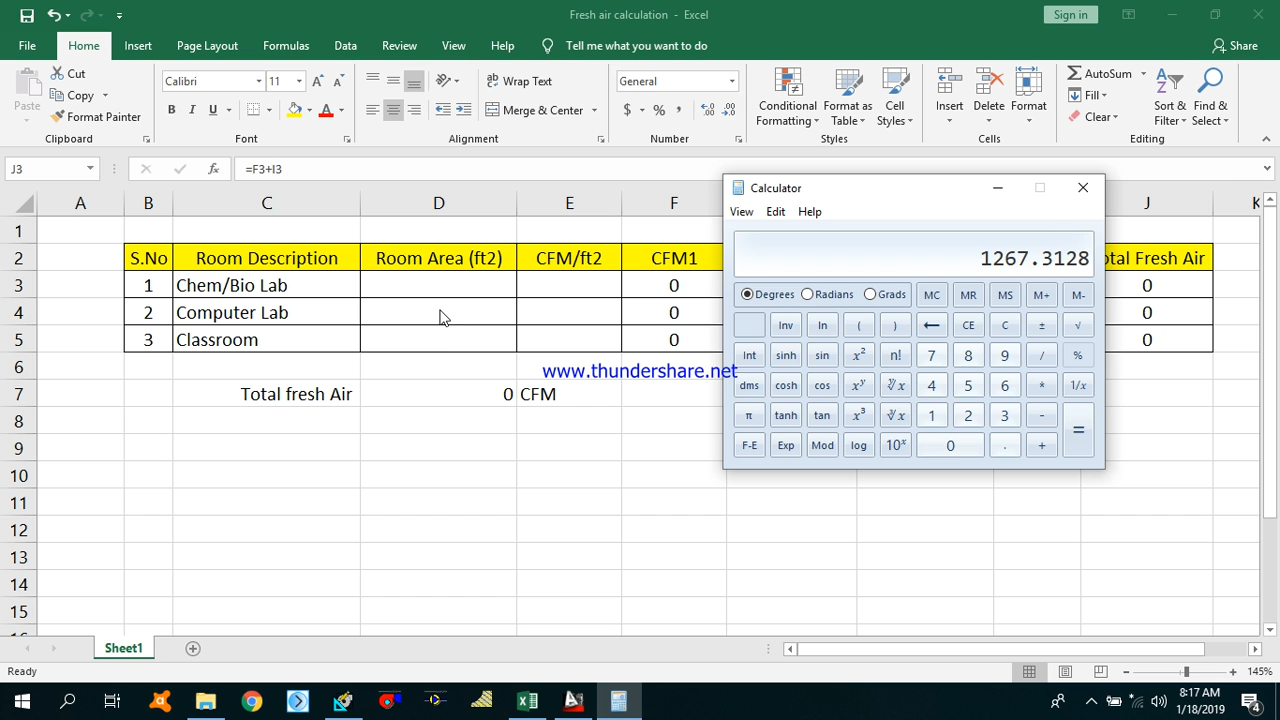 Fresh air calculation - Excel
Sign in
File Home Insert Page Layout Formulas Data Review View Help Tell me what you want to do Share
Paste Cut Copy Format Painter Clipboard
Calibri 11 A A B I U A Font
Wrap Text Merge & Center Alignment
General $ % , Number
Conditional Formatting Format as Table Cell Styles Styles
Insert Delete Format Cells
AutoSum Fill Clear Sort & Filter Find & Select Editing
J3 fx =F3+I3
A B C D E F J K
1
2 S.No Room Description Room Area (ft2) CFM/ft2 CFM1 otal Fresh Air
3 1 Chem/Bio Lab 0 0
4 2 Computer Lab 0 0
5 3 Classroom 0 0
6
www.thundershare.net
7 Total fresh Air 0 CFM
8
9
10
11
12
13
14
15
16
Calculator
View Edit Help
1267.3128
Degrees Radians Grads MC MR MS M+ M-
Inv ln ( ) ← CE C ± √
Int sinh sin x² n! 7 8 9 / %
dms cosh cos xʸ ʸ√x 4 5 6 * 1/x
π tanh tan x³ ³√x 1 2 3 - =
F-E Exp Mod log 10ˣ 0 . +
Sheet1
Ready 145%
8:17 AM
1/18/2019
4